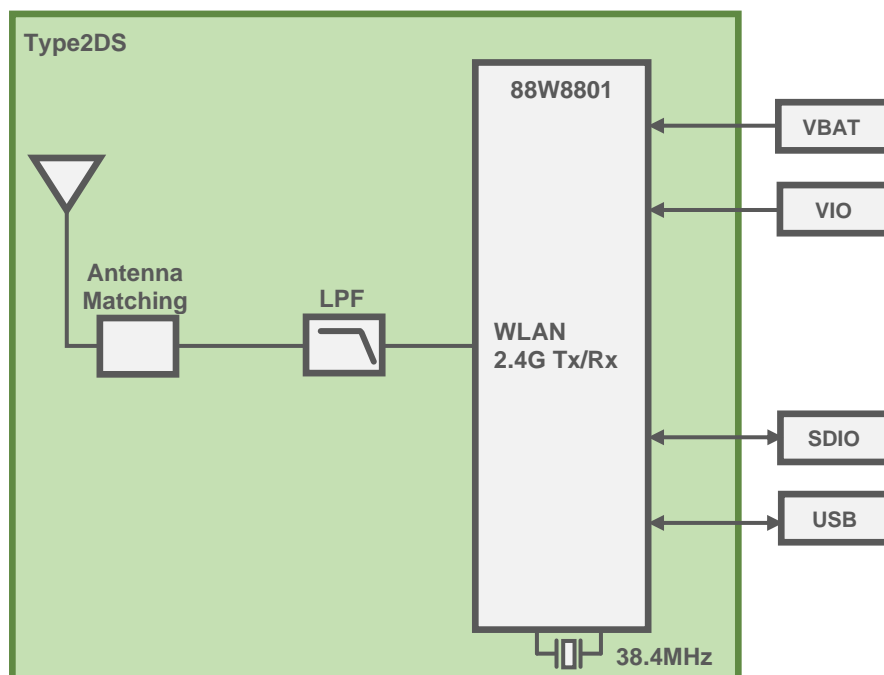 Type2DS
88W8801
VBAT
VIO
Antenna
Matching
LPF
WLAN
2.4G Tx/Rx
SDIO
USB
38.4MHz